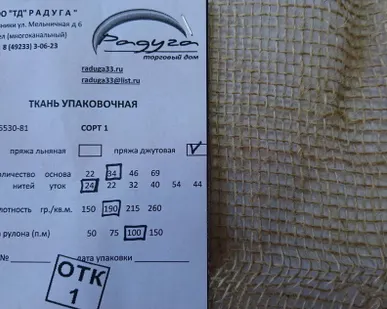 ОО "ТД" Р А Д У Г А "
ники ул. Мельничная д 6
ел (многоканальный)
8 (49233) 3-06-23
Радуга
торговый дом
raduga33.ru
raduga33@list.ru
ТКАНЬ УПАКОВОЧНАЯ
5530-81 СОРТ 1
пряжа льняная пряжа джутовая
количество основа 22 34 46 69
нитей уток 24 22 32 40 54 44
лотность гр./кв.м. 150 190 215 260
а рулона (п.м) 50 75 100 150
№ дата упаковки
ОТК
1